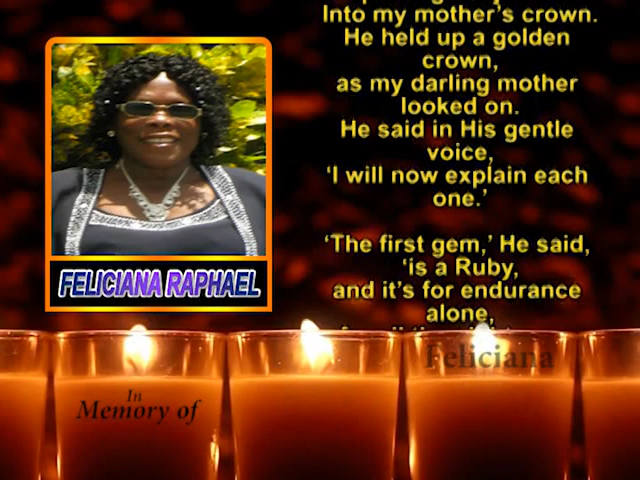 Into my mother's crown.
He held up a golden
crown,
as my darling mother
looked on.
He said in His gentle
voice,
'I will now explain each
one.'
'The first gem,' He said,
'is a Ruby,
and it's for endurance
alone,
FELICIANA RAPHAEL
In
Memory of
Feliciana